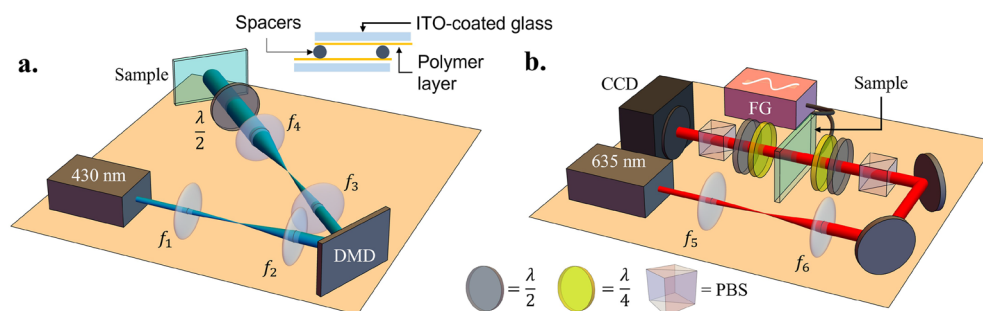 a.
Spacers
ITO-coated glass
Polymer
layer
Sample
λ/2
f4
430 nm
f1
f2
f3
DMD
b.
CCD
FG
Sample
635 nm
f5
f6
= λ/2
= λ/4
= PBS